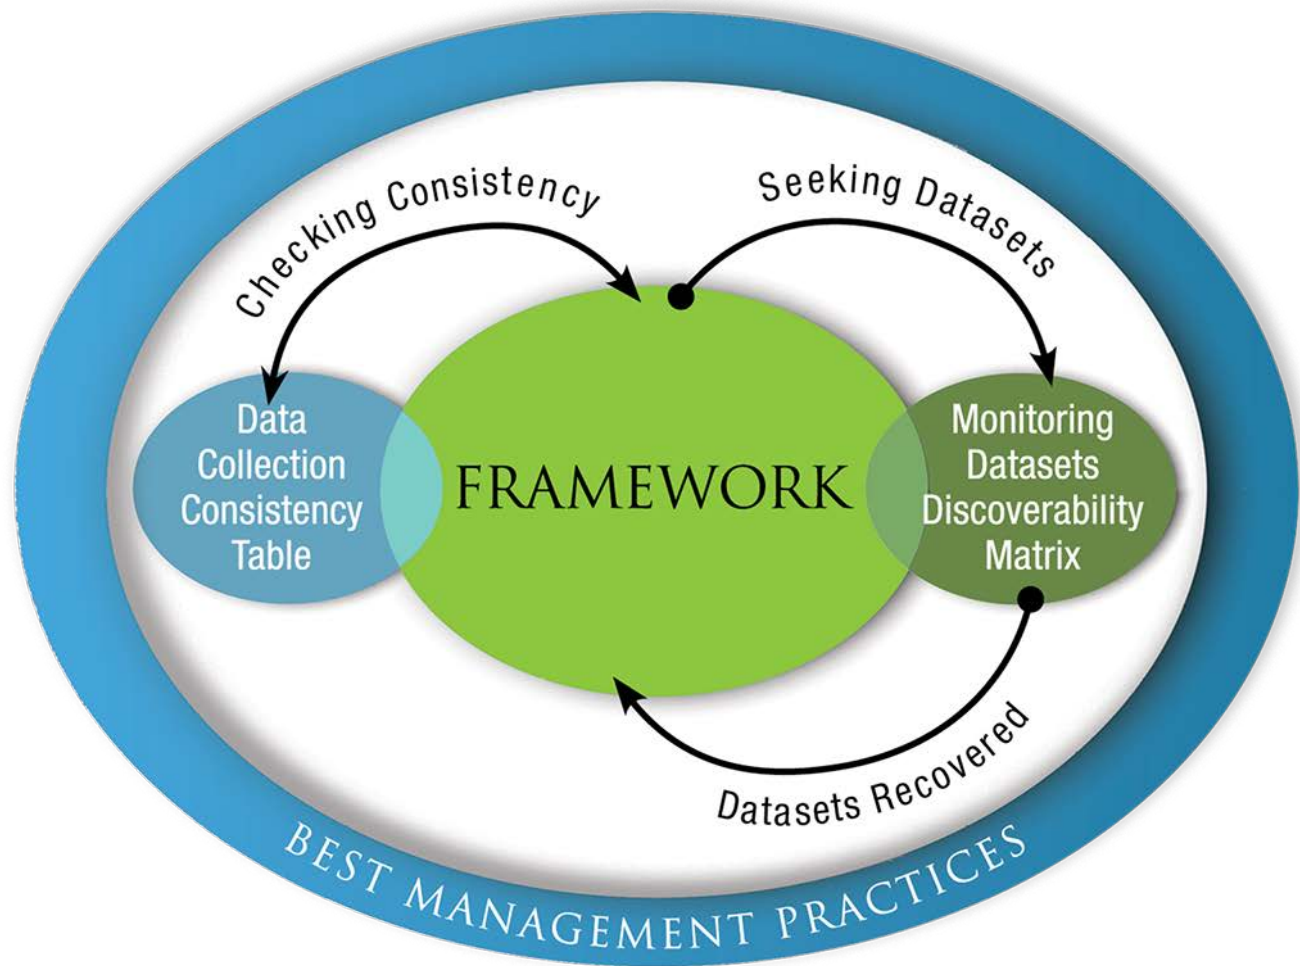 Checking Consistency
Seeking Datasets
Data
Collection
Consistency
Table
FRAMEWORK
Monitoring
Datasets
Discoverability
Matrix
Datasets Recovered
BEST MANAGEMENT PRACTICES